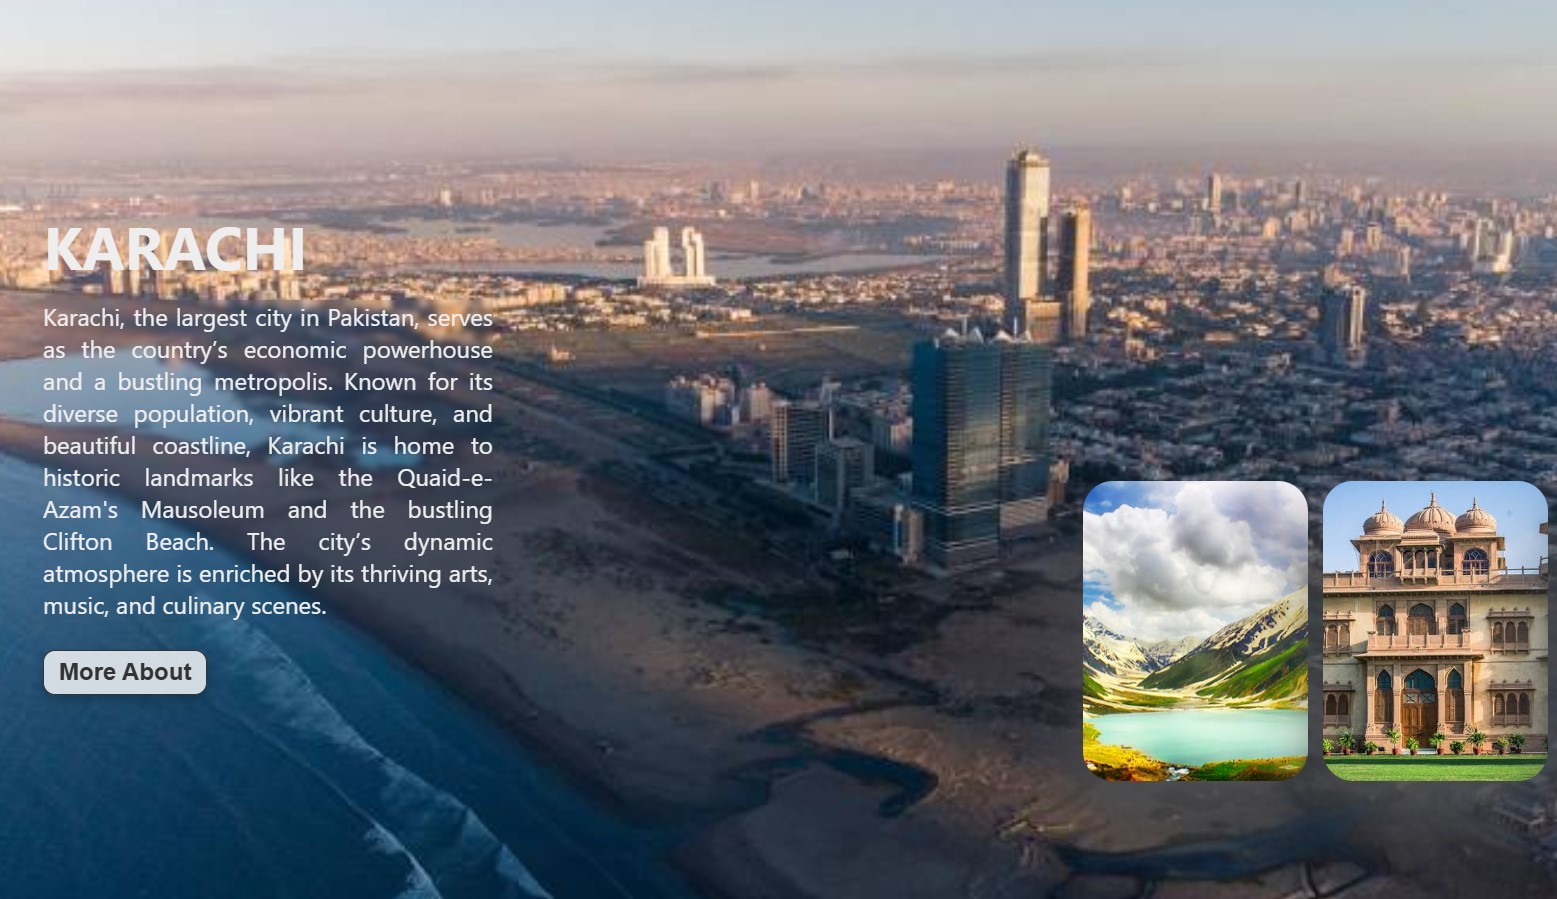 KARACHI
Karachi, the largest city in Pakistan, serves
as the country’s economic powerhouse
and a bustling metropolis. Known for its
diverse population, vibrant culture, and
beautiful coastline, Karachi is home to
historic landmarks like the Quaid-e-
Azam's Mausoleum and the bustling
Clifton Beach. The city’s dynamic
atmosphere is enriched by its thriving arts,
music, and culinary scenes.
More About